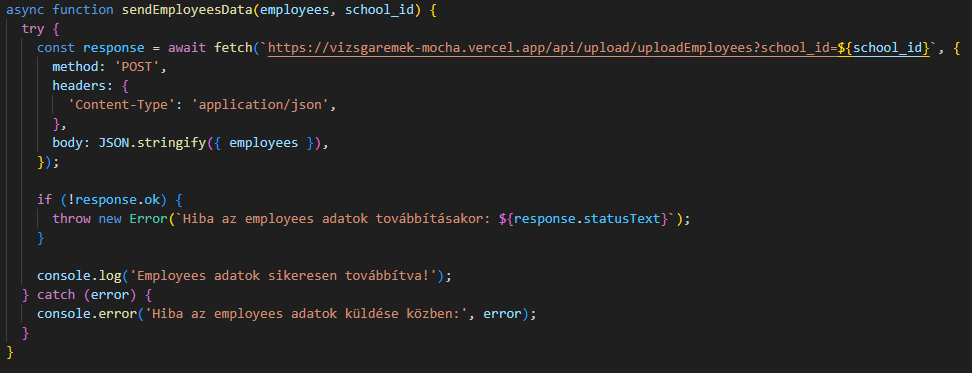 async function sendEmployeesData(employees, school_id) {
  try {
    const response = await fetch(`https://vizsgaremek-mocha.vercel.app/api/upload/uploadEmployees?school_id=${school_id}`, {
      method: 'POST',
      headers: {
        'Content-Type': 'application/json',
      },
      body: JSON.stringify({ employees }),
    });

    if (!response.ok) {
      throw new Error(`Hiba az employees adatok továbbításakor: ${response.statusText}`);
    }

    console.log('Employees adatok sikeresen továbbítva!');
  } catch (error) {
    console.error('Hiba az employees adatok küldése közben:', error);
  }
}